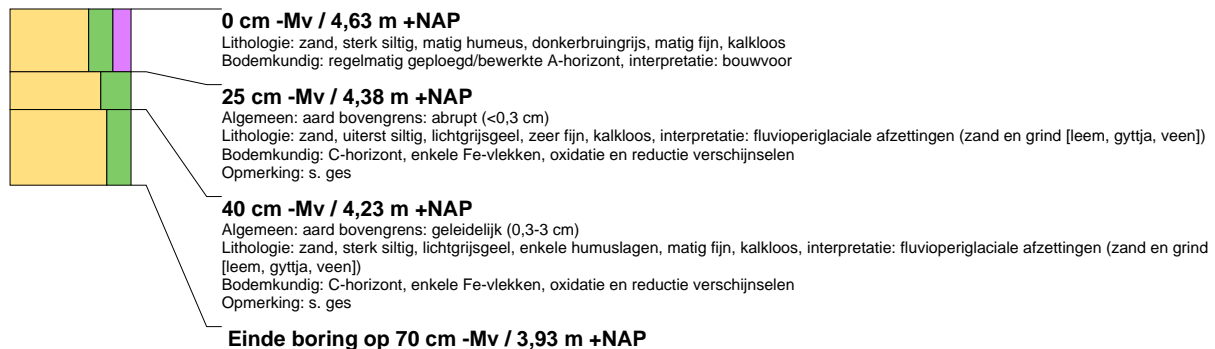 0 cm -Mv / 4,63 m +NAP
Lithologie: zand, sterk siltig, matig humeus, donkerbruingrijs, matig fijn, kalkloos
Bodemkundig: regelmatig geploegd/bewerkte A-horizont, interpretatie: bouwvoor
25 cm -Mv / 4,38 m +NAP
Algemeen: aard bovengrens: abrupt (<0,3 cm)
Lithologie: zand, uiterst siltig, lichtgrijsgeel, zeer fijn, kalkloos, interpretatie: fluvioperiglaciale afzettingen (zand en grind [leem, gyttja, veen])
Bodemkundig: C-horizont, enkele Fe-vlekken, oxidatie en reductie verschijnselen
Opmerking: s. ges
40 cm -Mv / 4,23 m +NAP
Algemeen: aard bovengrens: geleidelijk (0,3-3 cm)
Lithologie: zand, sterk siltig, lichtgrijsgeel, enkele humuslagen, matig fijn, kalkloos, interpretatie: fluvioperiglaciale afzettingen (zand en grind
[leem, gyttja, veen])
Bodemkundig: C-horizont, enkele Fe-vlekken, oxidatie en reductie verschijnselen
Opmerking: s. ges
Einde boring op 70 cm -Mv / 3,93 m +NAP